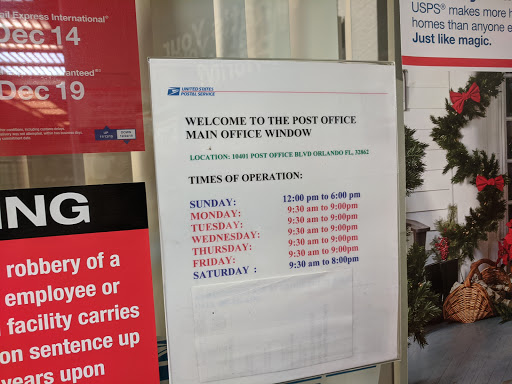 ail Express International®
Dec 14
anteed®*
Dec 19
UNITED STATES
POSTAL SERVICE
WELCOME TO THE POST OFFICE
MAIN OFFICE WINDOW
LOCATION: 10401 POST OFFICE BLVD ORLANDO FL, 32862
TIMES OF OPERATION:
SUNDAY: 12:00 pm to 6:00 pm
MONDAY: 9:30 am to 9:00pm
TUESDAY: 9:30 am to 9:00pm
WEDNESDAY: 9:30 am to 9:00pm
THURSDAY: 9:30 am to 9:00pm
FRIDAY: 9:30 am to 9:00pm
SATURDAY : 9:30 am to 8:00pm
NG
robbery of a
employee or
facility carries
on sentence up
years upon
USPS® makes more h
homes than anyone e
Just like magic.